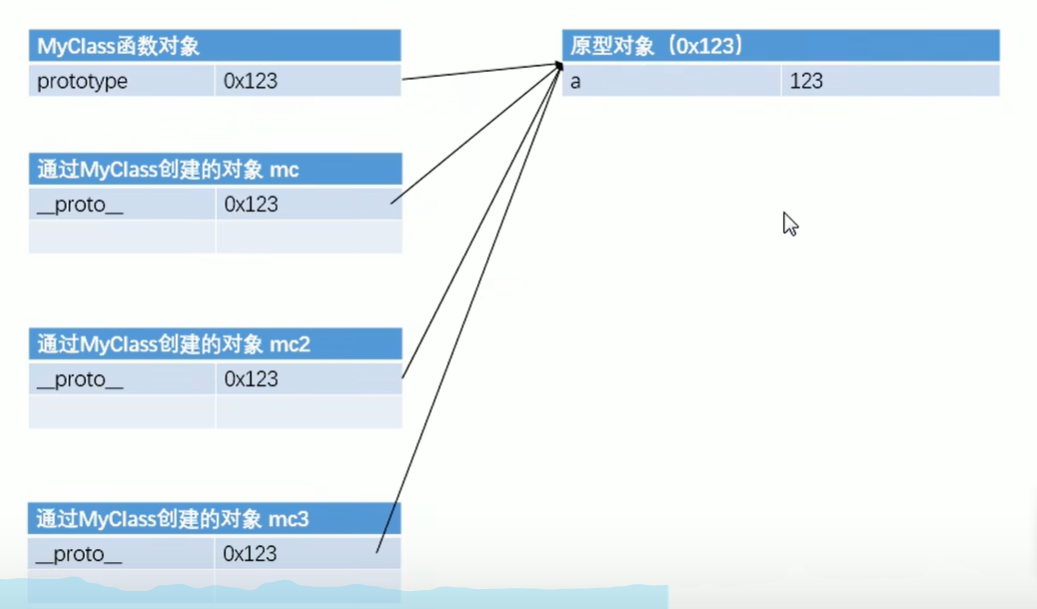 MyClass函数对象
prototype 0x123
原型对象（0x123）
a 123
通过MyClass创建的对象 mc
__proto__ 0x123
通过MyClass创建的对象 mc2
__proto__ 0x123
通过MyClass创建的对象 mc3
__proto__ 0x123